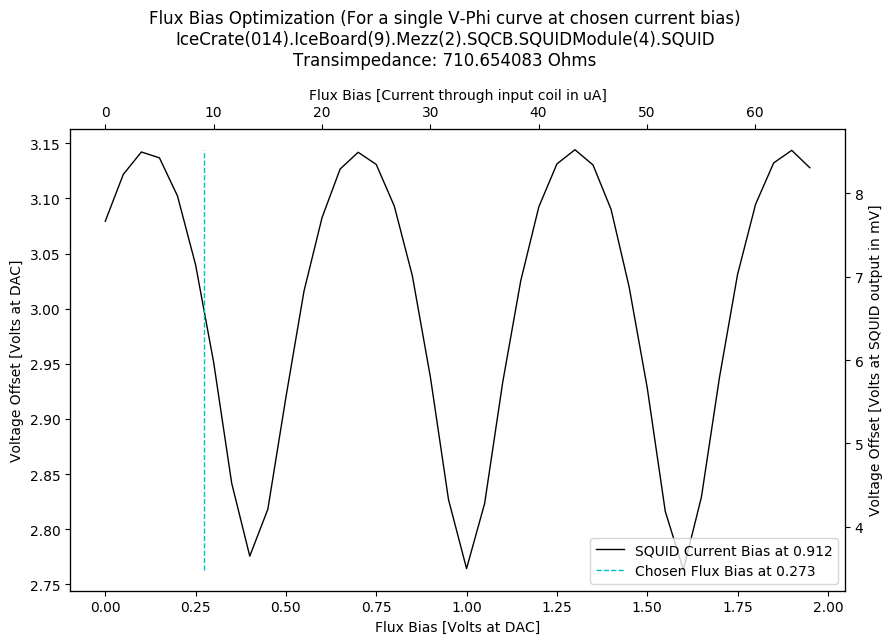 Flux Bias Optimization (For a single V-Phi curve at chosen current bias)
IceCrate(014).IceBoard(9).Mezz(2).SQCB.SQUIDModule(4).SQUID
Transimpedance: 710.654083 Ohms
Flux Bias [Current through input coil in uA]
0 10 20 30 40 50 60
Voltage Offset [Volts at DAC]
3.15
3.10
3.05
3.00
2.95
2.90
2.85
2.80
2.75
8
7
6
5
4
Voltage Offset [Volts at SQUID output in mV]
SQUID Current Bias at 0.912
Chosen Flux Bias at 0.273
0.00 0.25 0.50 0.75 1.00 1.25 1.50 1.75 2.00
Flux Bias [Volts at DAC]